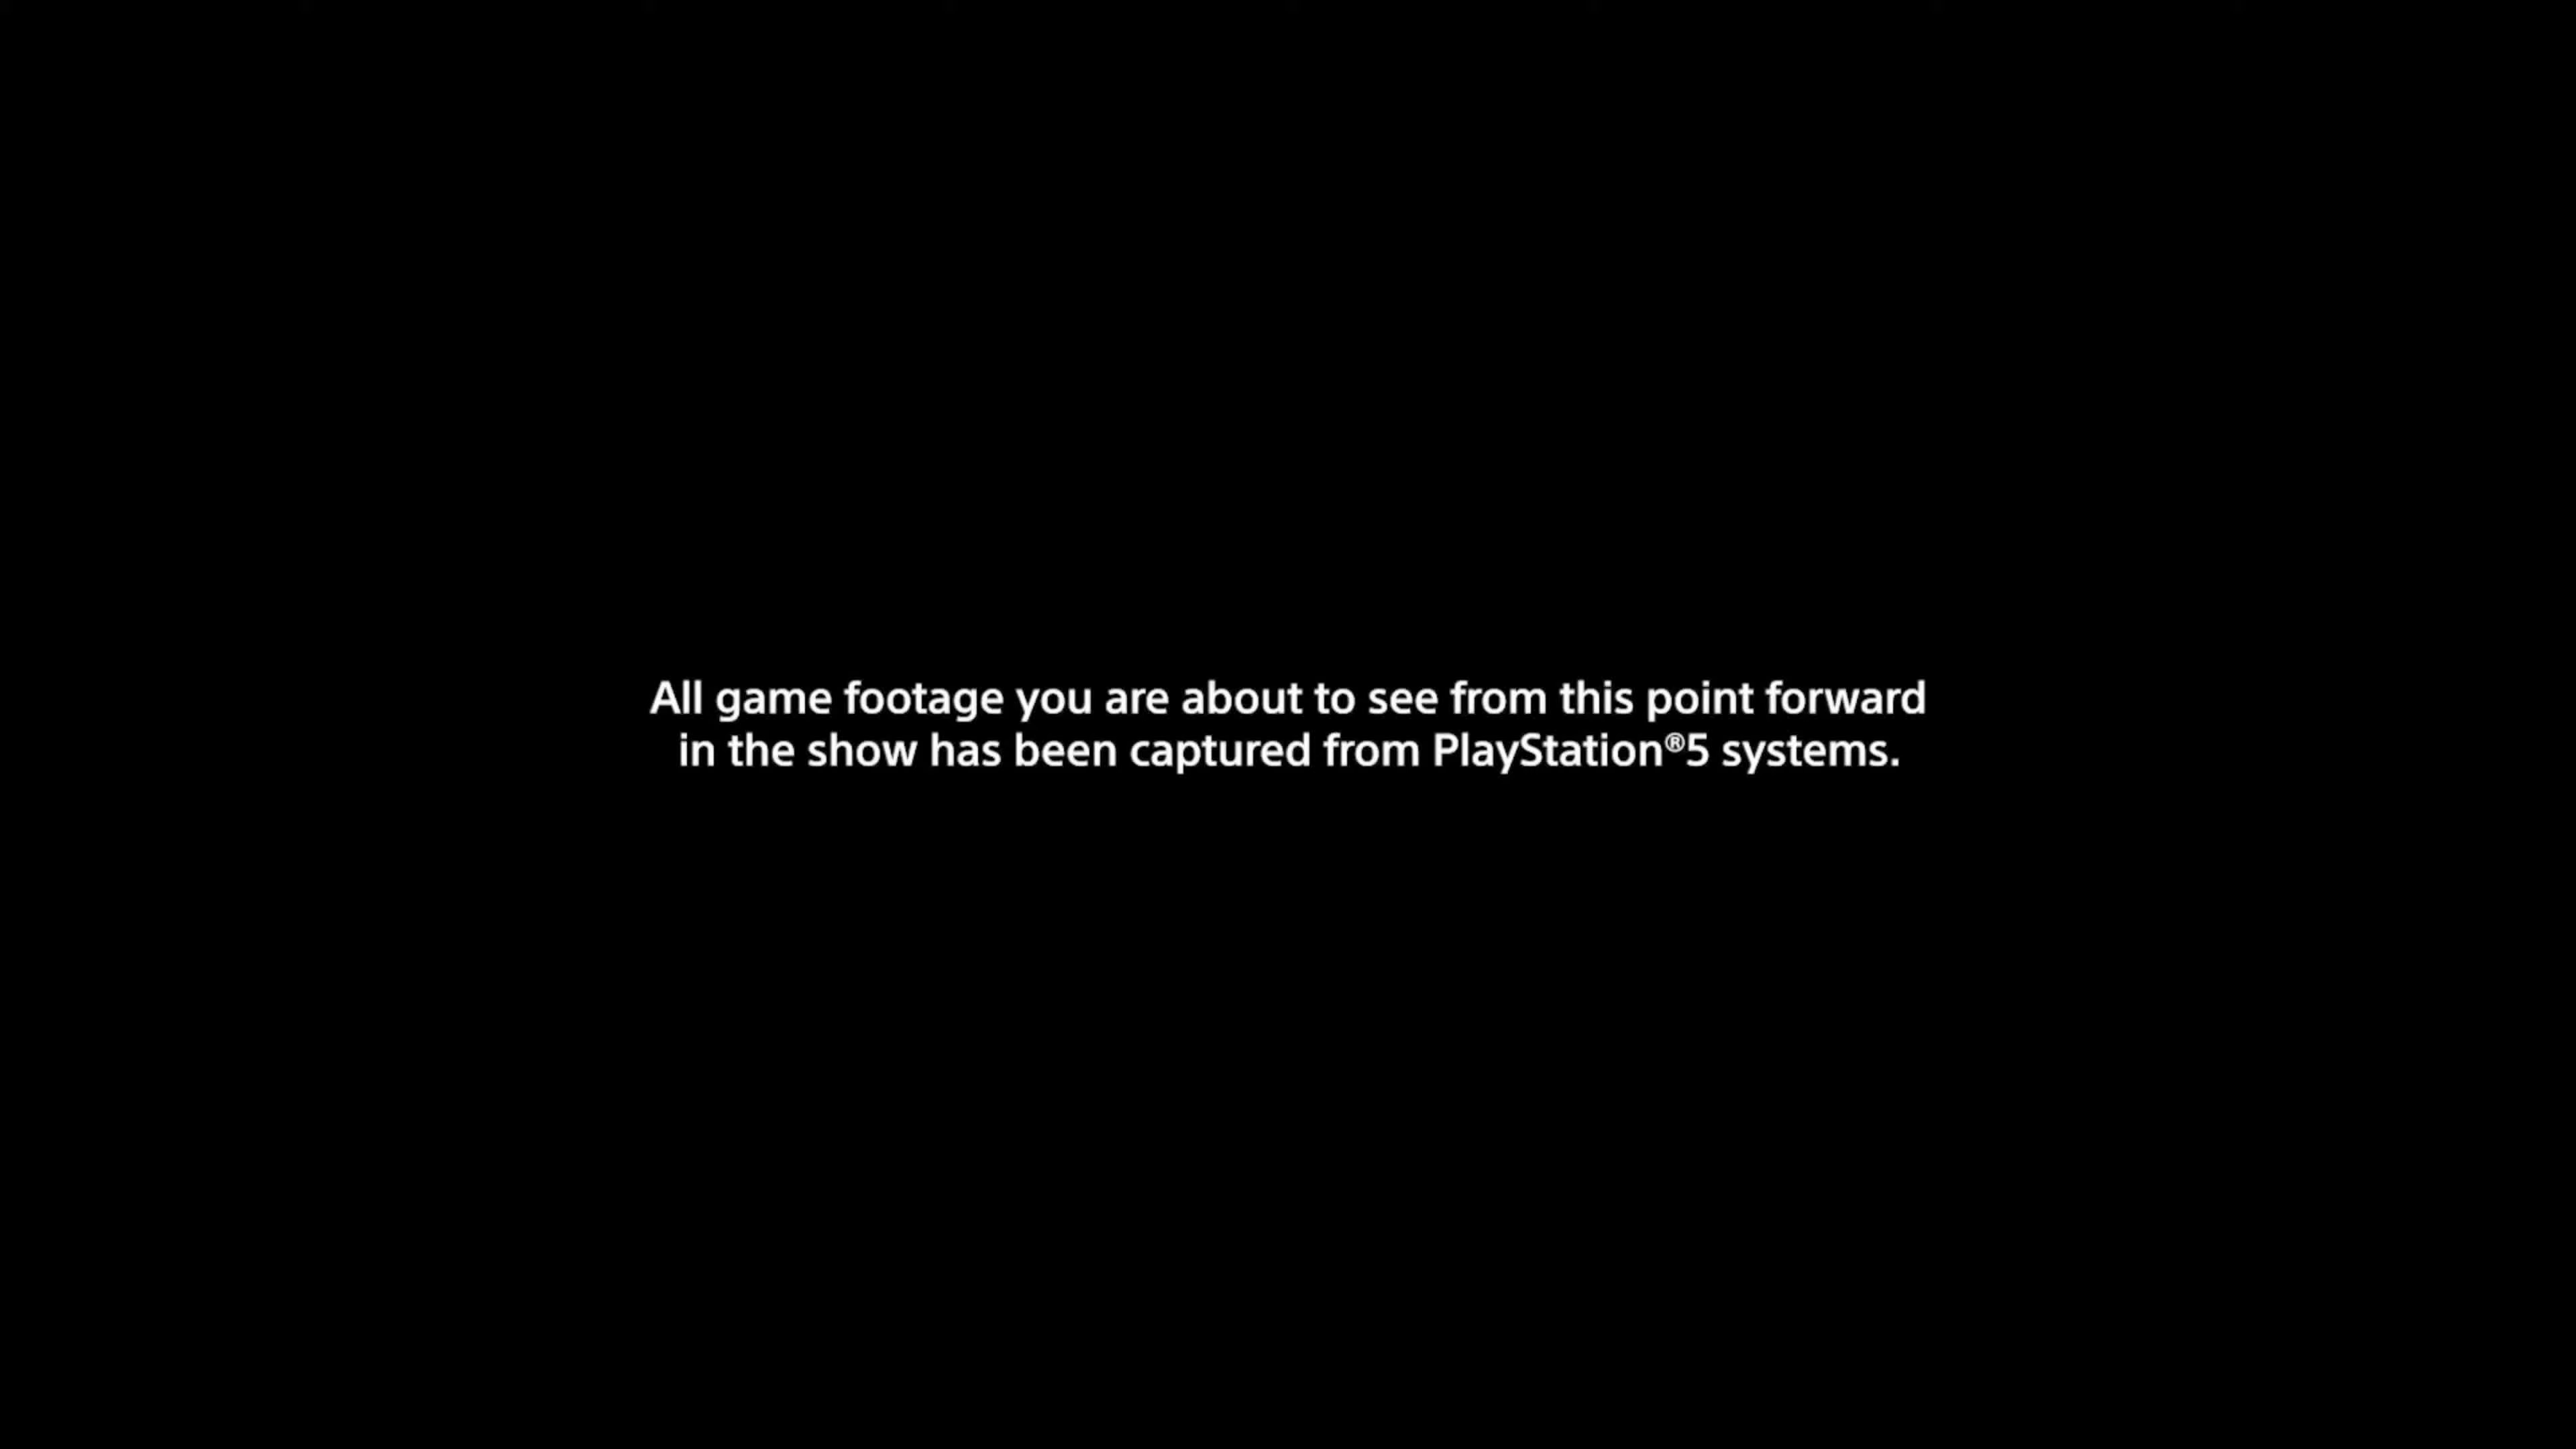 All game footage you are about to see from this point forward
in the show has been captured from PlayStation®5 systems.